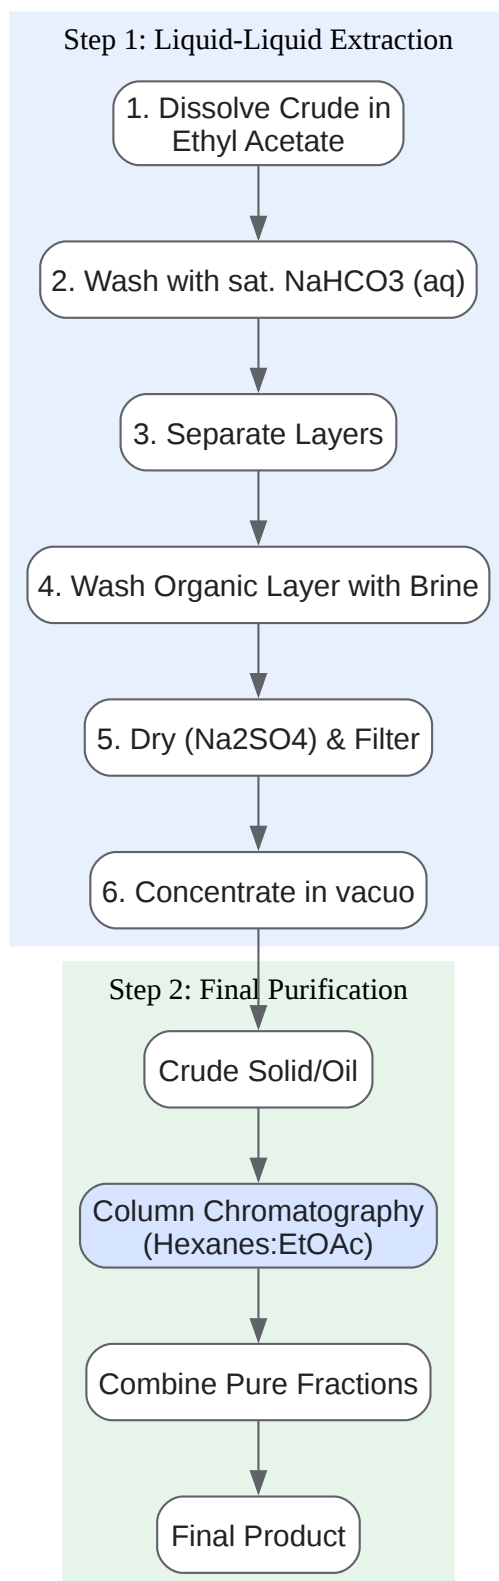 Step 1: Liquid-Liquid Extraction
1. Dissolve Crude in
Ethyl Acetate
2. Wash with sat. NaHCO3 (aq)
3. Separate Layers
4. Wash Organic Layer with Brine
5. Dry (Na2SO4) & Filter
6. Concentrate in vacuo
Step 2: Final Purification
Crude Solid/Oil
Column Chromatography
(Hexanes:EtOAc)
Combine Pure Fractions
Final Product